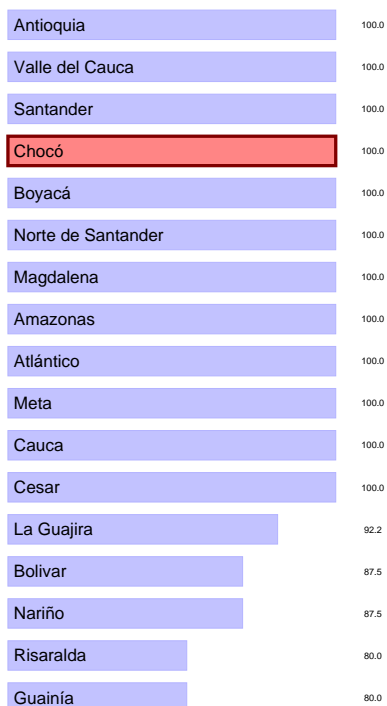 Antioquia 100.0
Valle del Cauca 100.0
Santander 100.0
Chocó 100.0
Boyacá 100.0
Norte de Santander 100.0
Magdalena 100.0
Amazonas 100.0
Atlántico 100.0
Meta 100.0
Cauca 100.0
Cesar 100.0
La Guajira 92.2
Bolivar 87.5
Nariño 87.5
Risaralda 80.0
Guainía 80.0